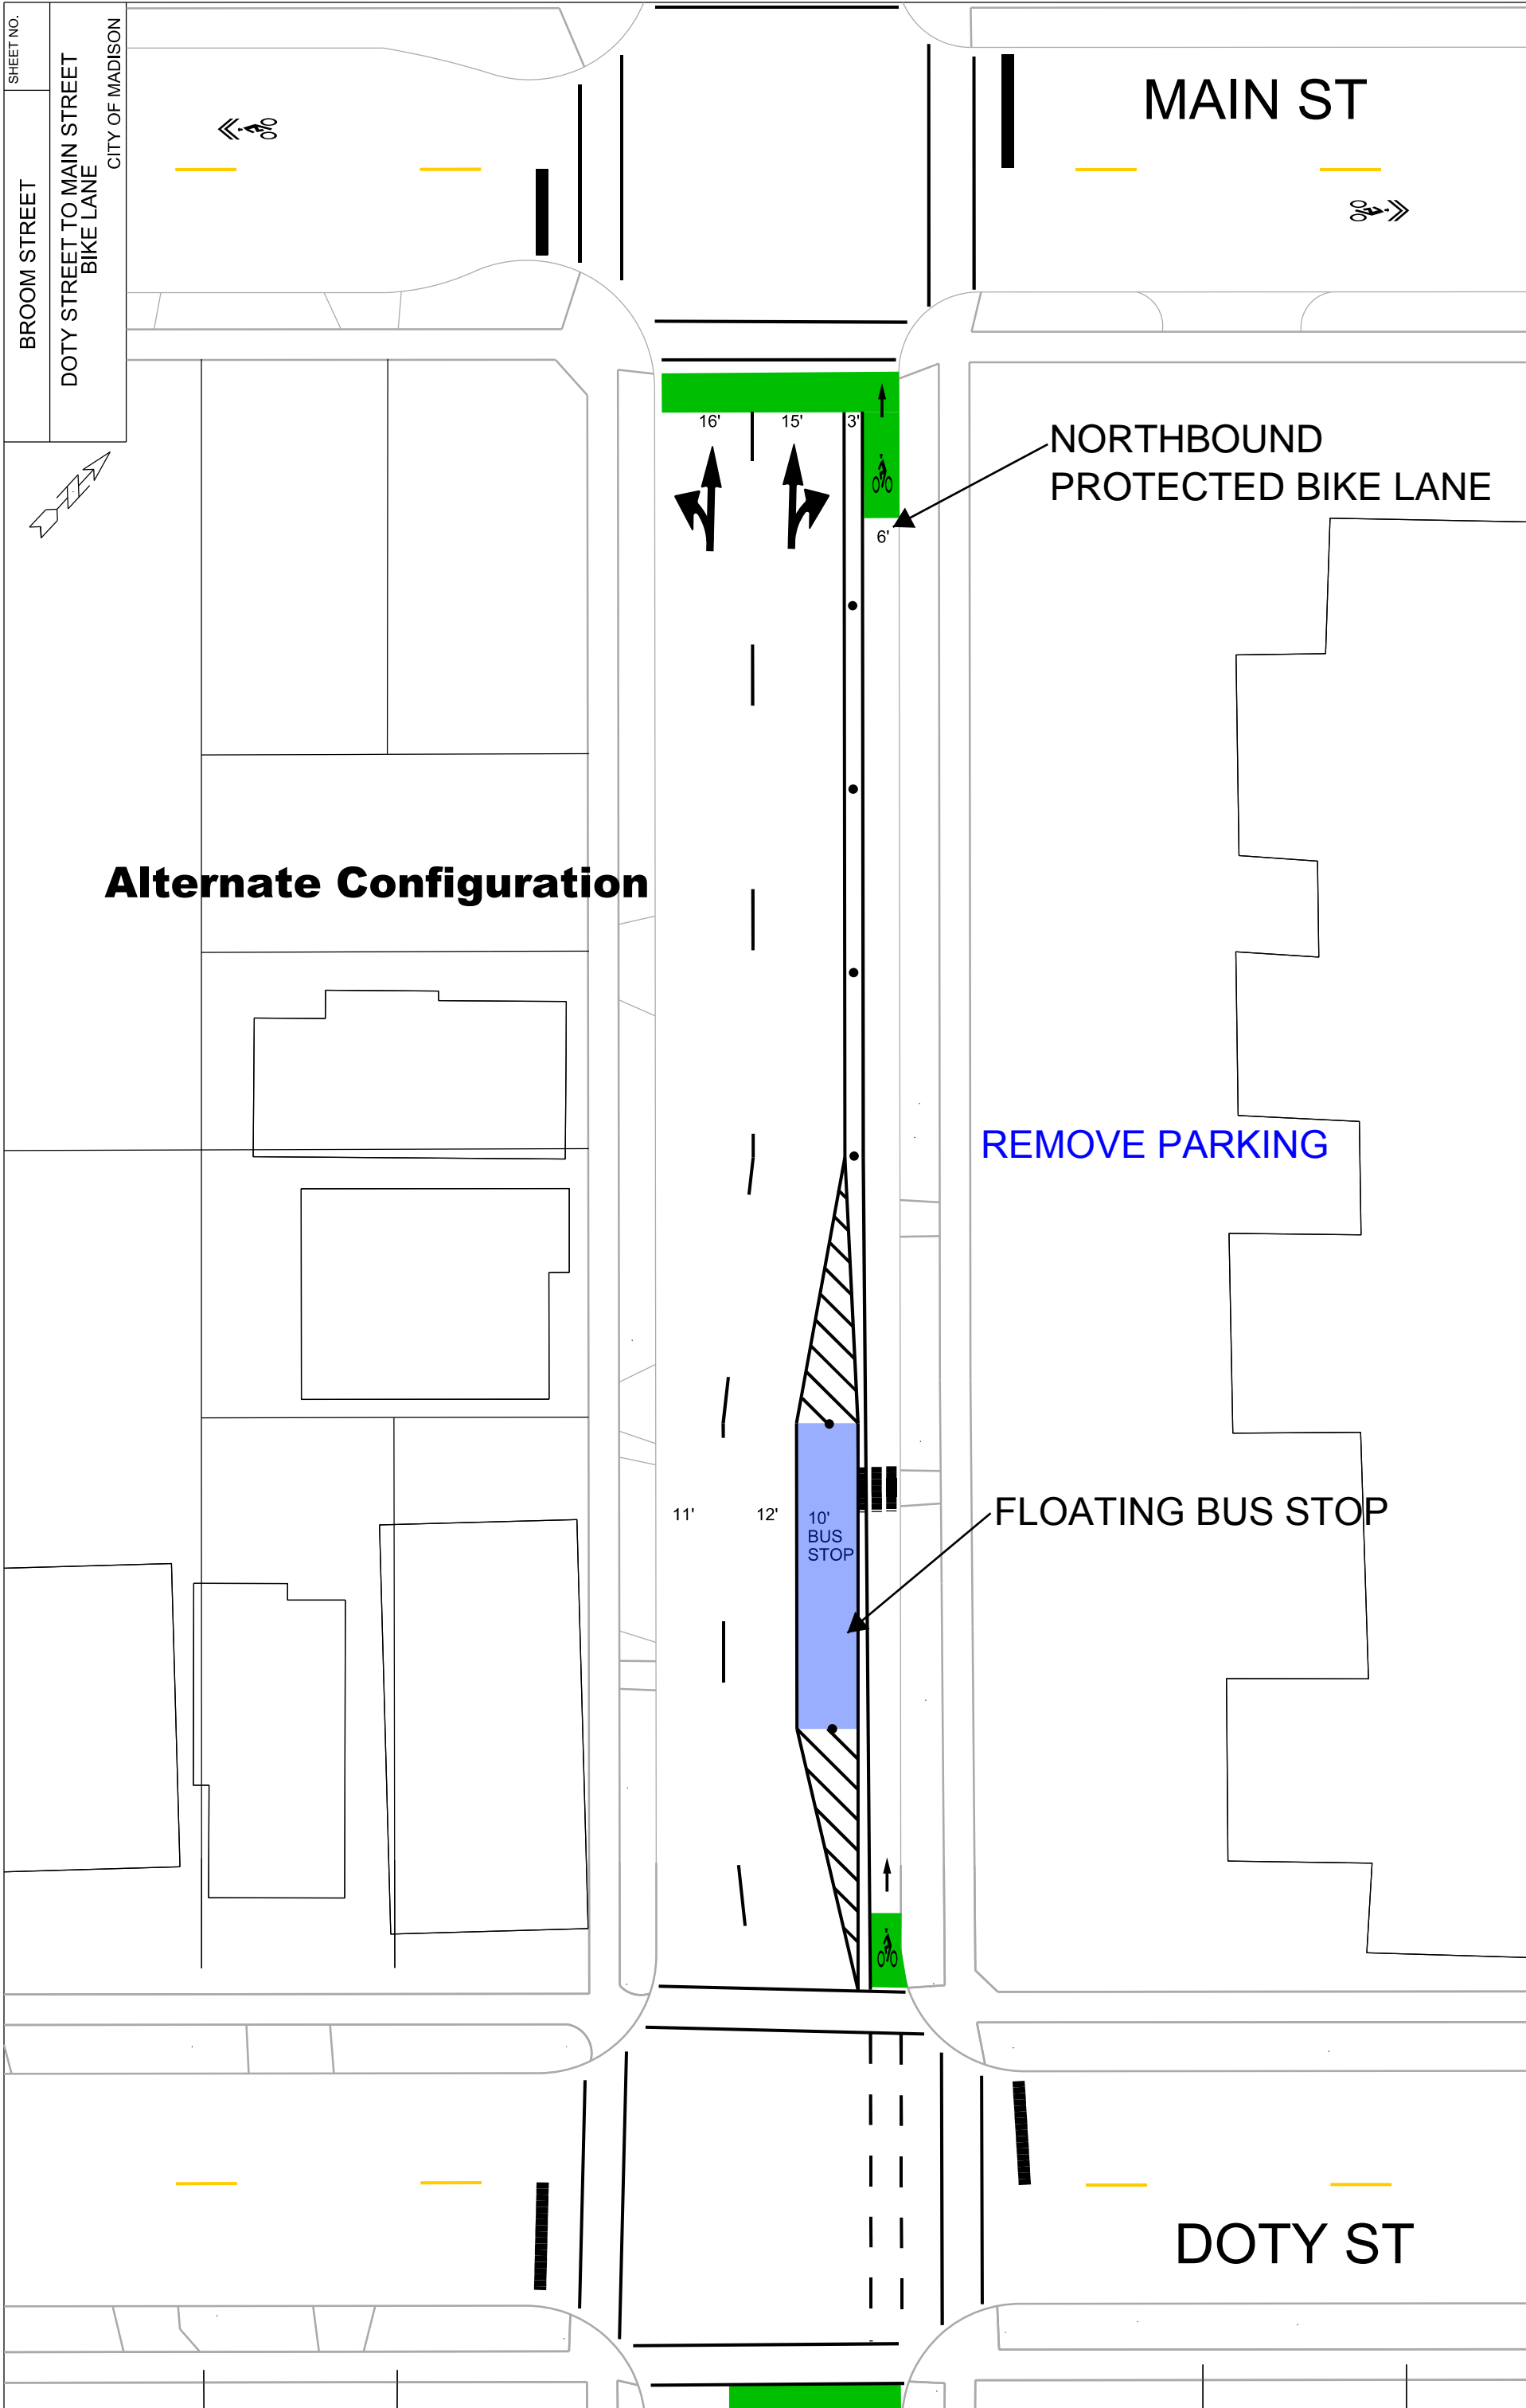 SHEET NO.
BROOM STREET
DOTY STREET TO MAIN STREET
BIKE LANE
CITY OF MADISON
MAIN ST
16'
15'
3'
NORTHBOUND
PROTECTED BIKE LANE
6'
Alternate Configuration
REMOVE PARKING
11'
12'
10'
BUS
STOP
FLOATING BUS STOP
DOTY ST